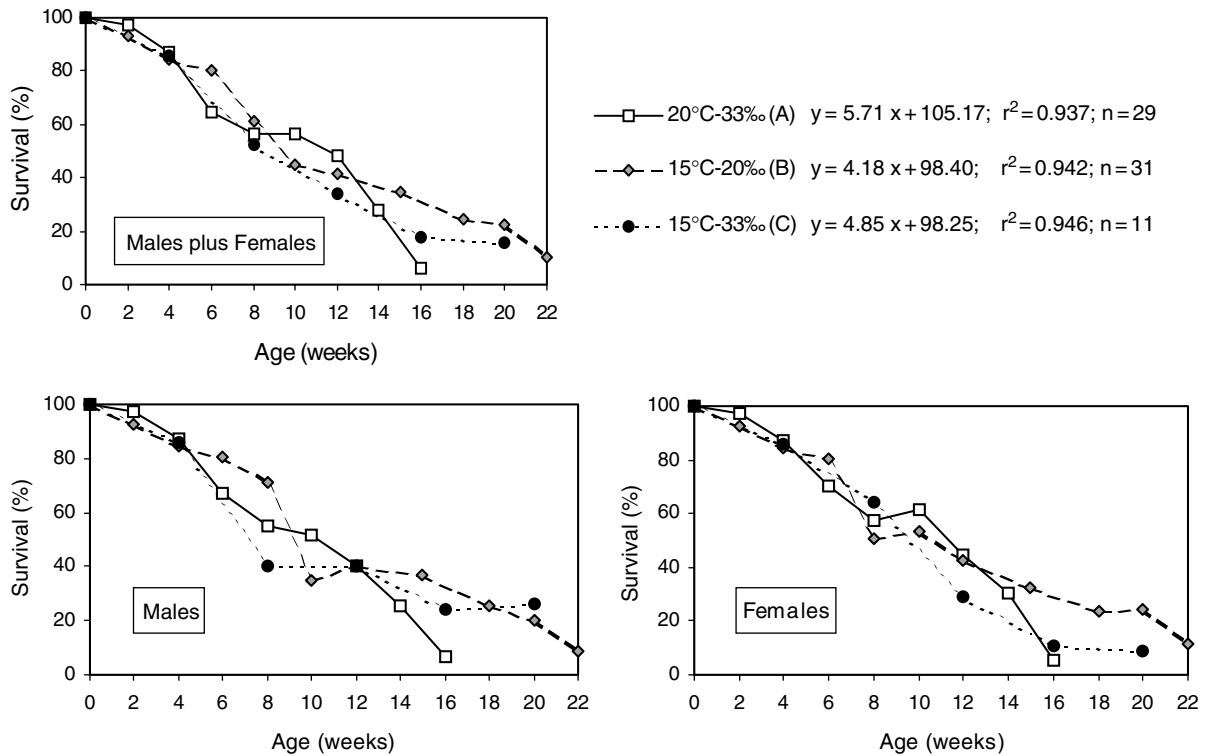 100
80
60
40
20
0
Survival (%)
Males plus Females
0 2 4 6 8 10 12 14 16 18 20 22
Age (weeks)
20°C-33‰ (A) y = 5.71 x + 105.17; r² = 0.937; n = 29
15°C-20‰ (B) y = 4.18 x + 98.40; r² = 0.942; n = 31
15°C-33‰ (C) y = 4.85 x + 98.25; r² = 0.946; n = 11
100
80
60
40
20
0
Survival (%)
Males
0 2 4 6 8 10 12 14 16 18 20 22
Age (weeks)
100
80
60
40
20
0
Survival (%)
Females
0 2 4 6 8 10 12 14 16 18 20 22
Age (weeks)